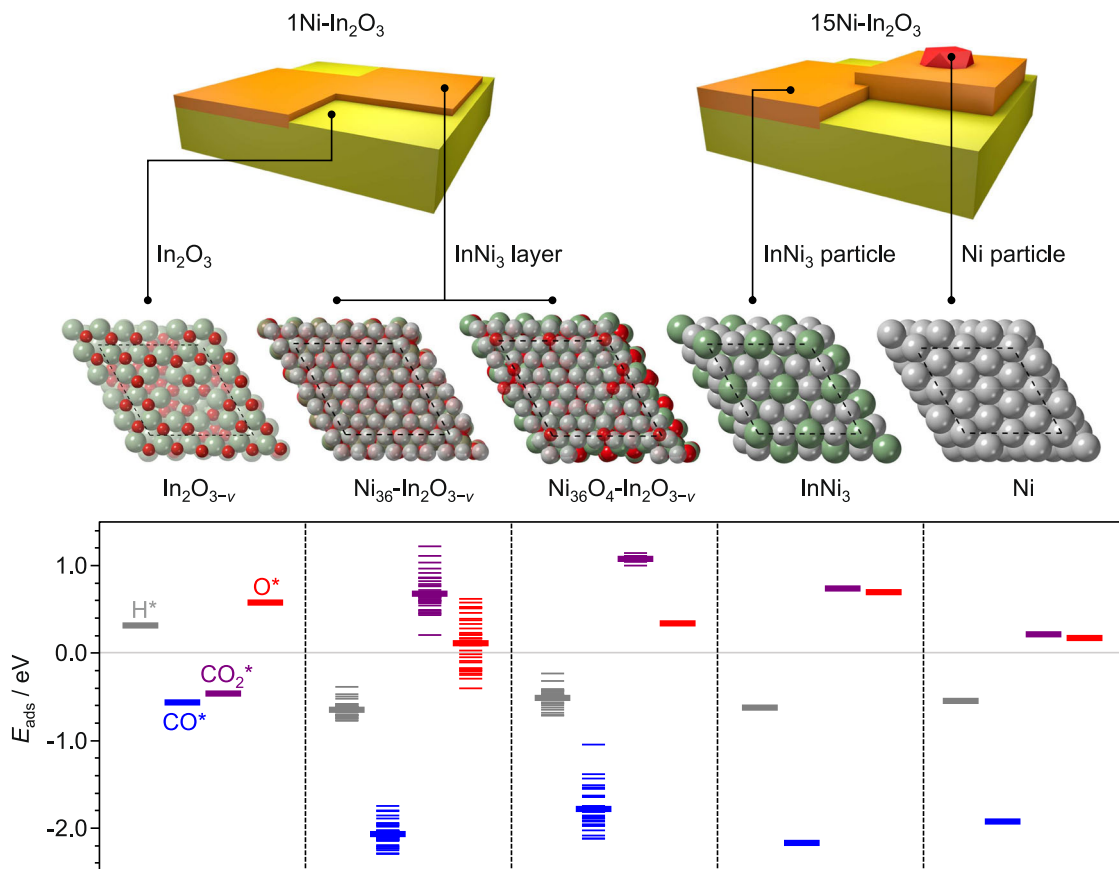 1Ni-In₂O₃ 15Ni-In₂O₃
In₂O₃ InNi₃ layer InNi₃ particle Ni particle
In₂O₃₋ᵥ Ni₃₆-In₂O₃₋ᵥ Ni₃₆O₄-In₂O₃₋ᵥ InNi₃ Ni
E_ads / eV
1.0
0.0
-1.0
-2.0
H*
O*
CO₂*
CO*